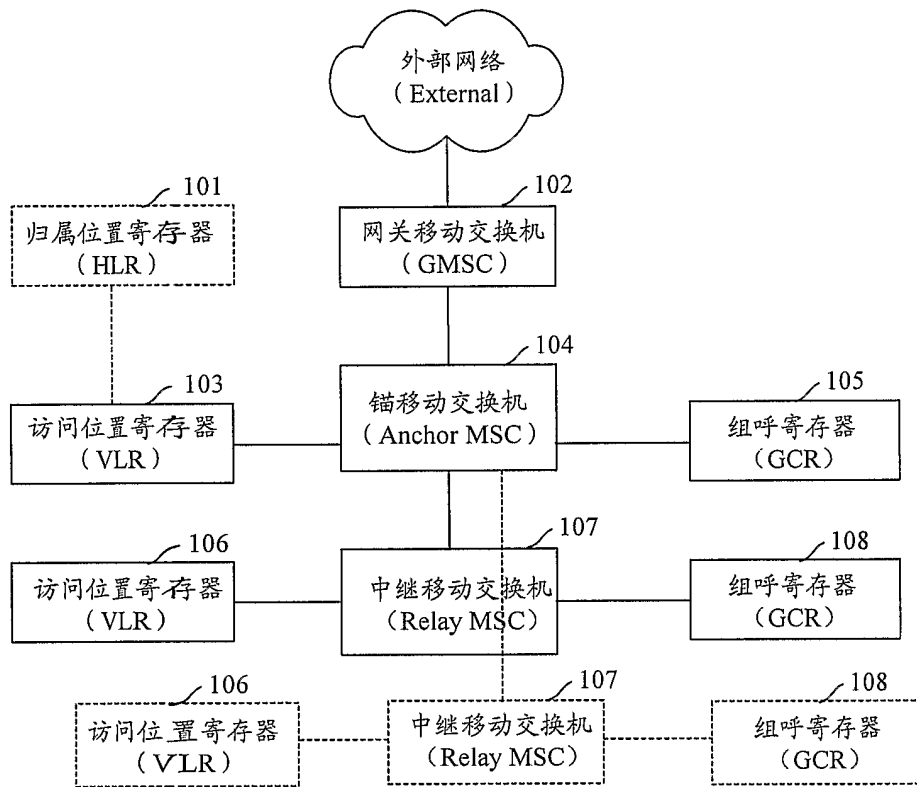 外部网络
（External）
102
网关移动交换机
（GMSC）
101
归属位置寄存器
（HLR）
104
锚移动交换机
(Anchor MSC)
103
访问位置寄存器
（VLR）
105
组呼寄存器
（GCR）
107
中继移动交换机
(Relay MSC)
106
访问位置寄存器
（VLR）
108
组呼寄存器
（GCR）
106
访问位置寄存器
（VLR）
107
中继移动交换机
(Relay MSC)
108
组呼寄存器
（GCR）